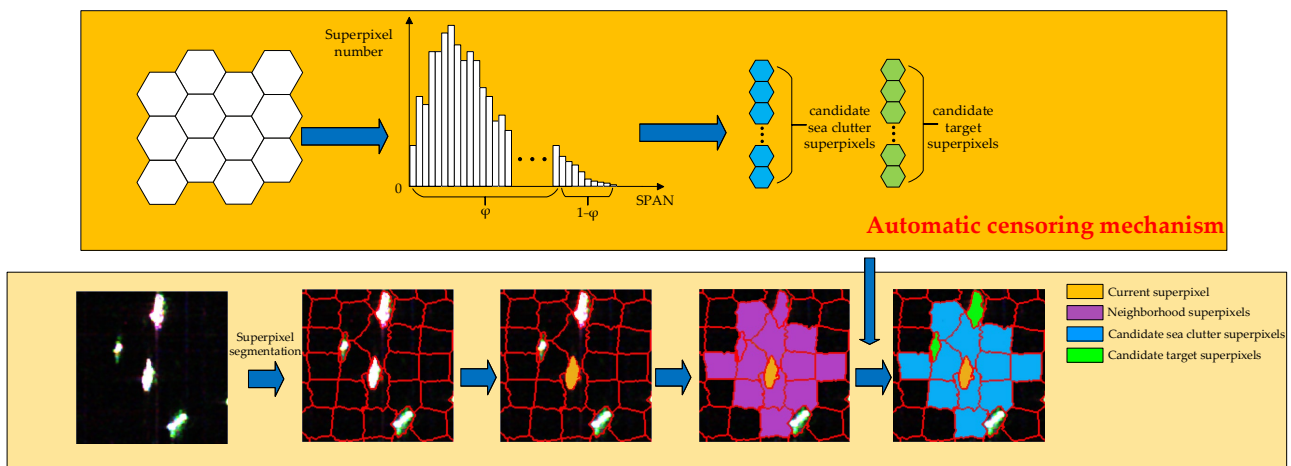 Superpixel
number
0
φ
1-φ
SPAN
candidate
sea clutter
superpixels
candidate
target
superpixels
Automatic censoring mechanism
Superpixel
segmentation
Current superpixel
Neighborhood superpixels
Candidate sea clutter superpixels
Candidate target superpixels